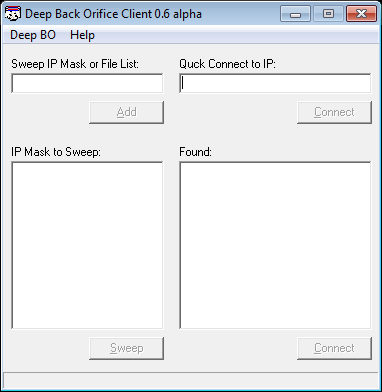 Deep Back Orifice Client 0.6 alpha
Deep BO Help
Sweep IP Mask or File List: Quck Connect to IP:
Add Connect
IP Mask to Sweep: Found:
Sweep Connect